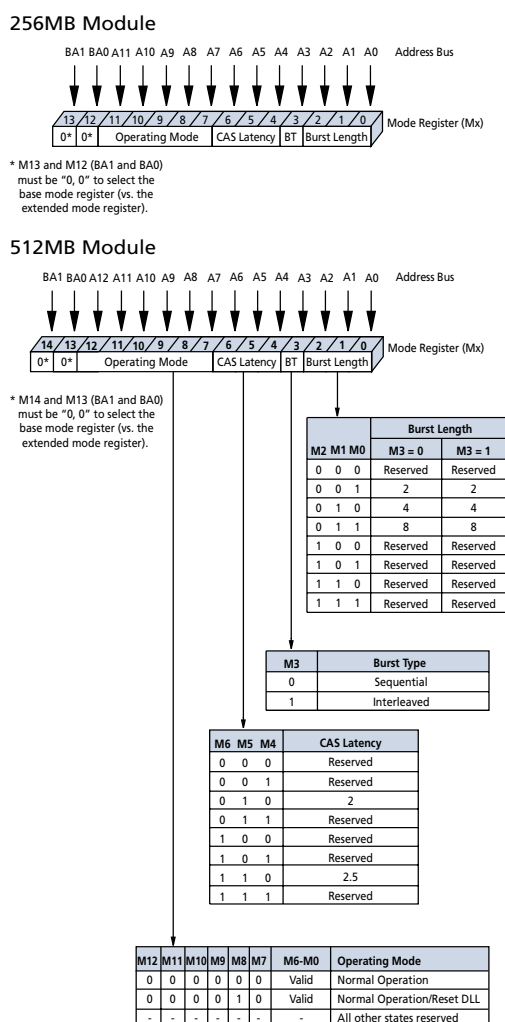 256MB Module
BA1 BA0 A11 A10 A9 A8 A7 A6 A5 A4 A3 A2 A1 A0 Address Bus
13 12 11 10 9 8 7 6 5 4 3 2 1 0 Mode Register (Mx)
0* 0* Operating Mode CAS Latency BT Burst Length
* M13 and M12 (BA1 and BA0)
must be “0, 0” to select the
base mode register (vs. the
extended mode register).
512MB Module
BA1 BA0 A12 A11 A10 A9 A8 A7 A6 A5 A4 A3 A2 A1 A0 Address Bus
14 13 12 11 10 9 8 7 6 5 4 3 2 1 0 Mode Register (Mx)
0* 0* Operating Mode CAS Latency BT Burst Length
* M14 and M13 (BA1 and BA0)
must be “0, 0” to select the
base mode register (vs. the
extended mode register).
Burst Length
M2 M1 M0 M3 = 0 M3 = 1
0 0 0 Reserved Reserved
0 0 1 2 2
0 1 0 4 4
0 1 1 8 8
1 0 0 Reserved Reserved
1 0 1 Reserved Reserved
1 1 0 Reserved Reserved
1 1 1 Reserved Reserved
M3 Burst Type
0 Sequential
1 Interleaved
M6 M5 M4 CAS Latency
0 0 0 Reserved
0 0 1 Reserved
0 1 0 2
0 1 1 Reserved
1 0 0 Reserved
1 0 1 Reserved
1 1 0 2.5
1 1 1 Reserved
M12 M11 M10 M9 M8 M7 M6-M0 Operating Mode
0 0 0 0 0 0 Valid Normal Operation
0 0 0 0 1 0 Valid Normal Operation/Reset DLL
- - - - - - - All other states reserved